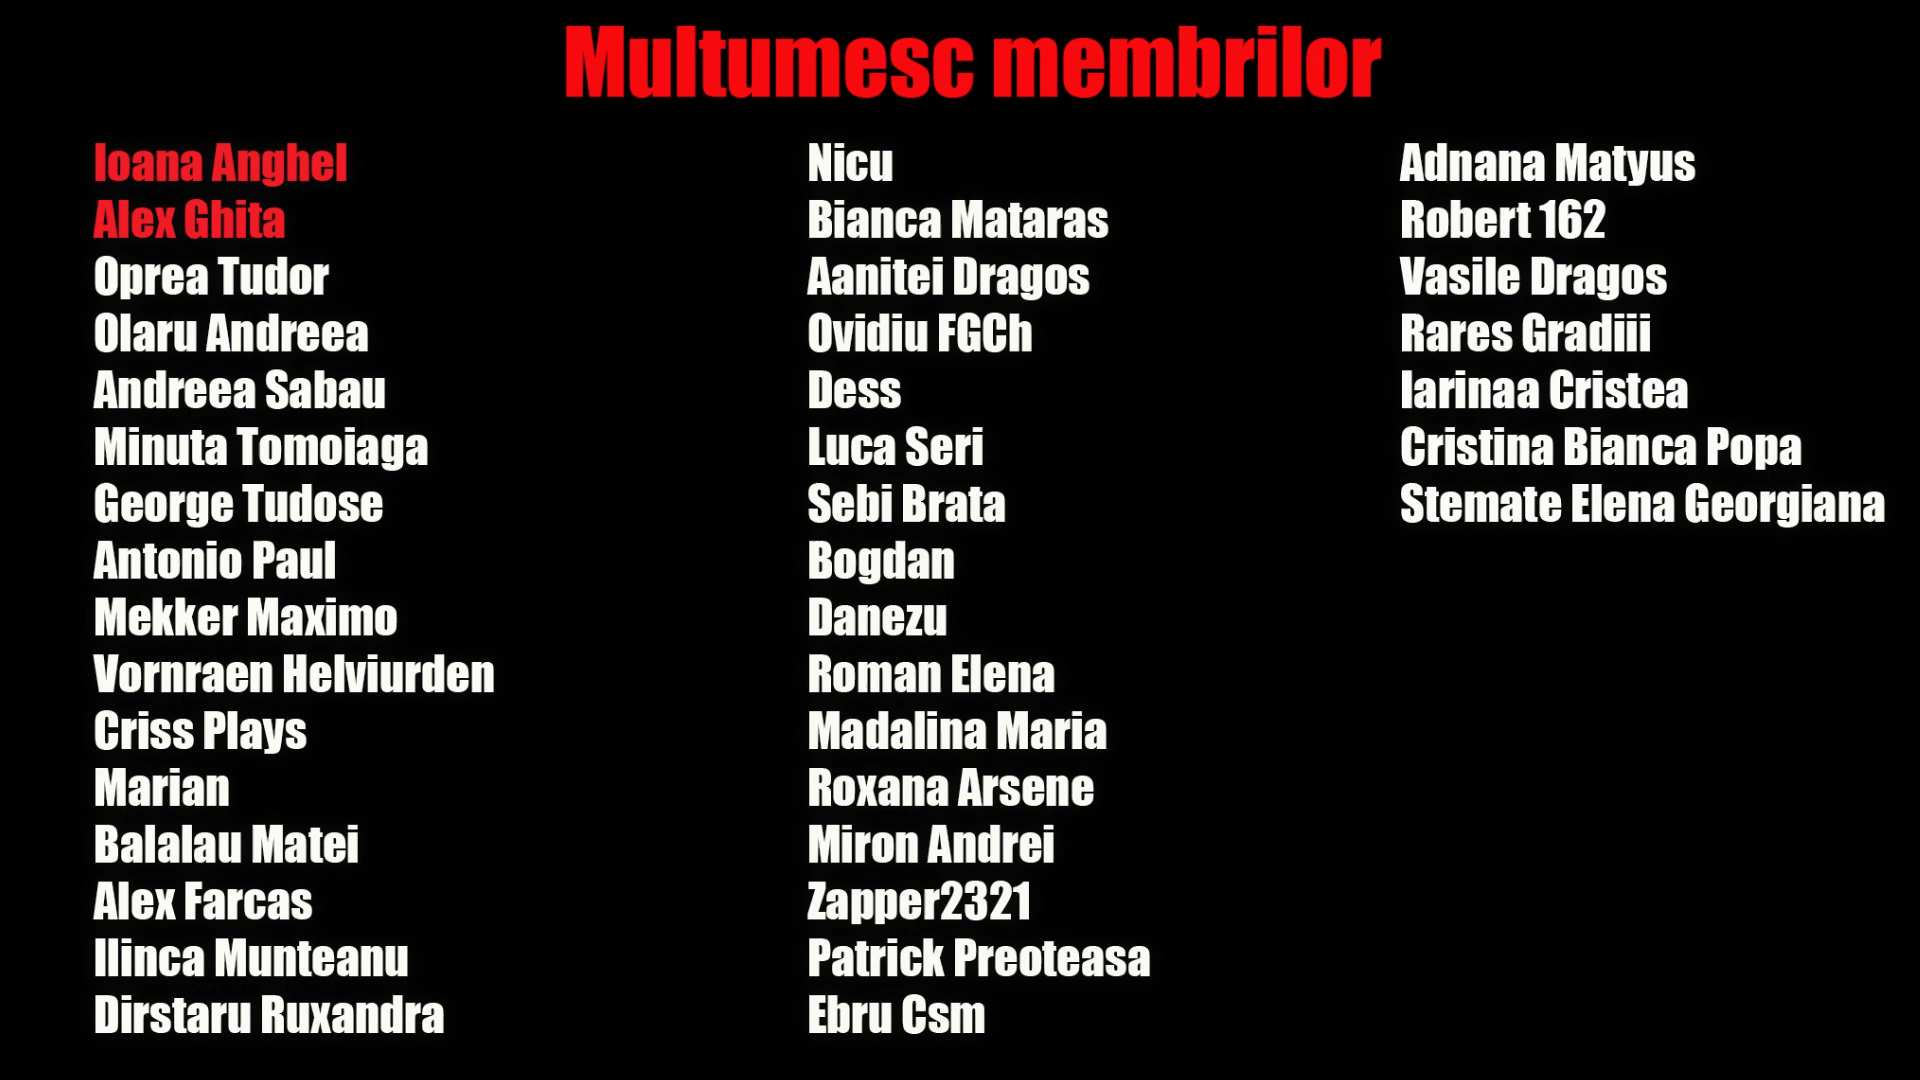 Multumesc membrilor
Ioana Anghel
Alex Ghita
Oprea Tudor
Olaru Andreea
Andreea Sabau
Minuta Tomoiaga
George Tudose
Antonio Paul
Mekker Maximo
Vornraen Helviurden
Criss Plays
Marian
Balalau Matei
Alex Farcas
Ilinca Munteanu
Dirstaru Ruxandra
Nicu
Bianca Mataras
Aanitei Dragos
Ovidiu FGCh
Dess
Luca Seri
Sebi Brata
Bogdan
Danezu
Roman Elena
Madalina Maria
Roxana Arsene
Miron Andrei
Zapper2321
Patrick Preoteasa
Ebru Csm
Adnana Matyus
Robert 162
Vasile Dragos
Rares Gradiii
Iarinaa Cristea
Cristina Bianca Popa
Stemate Elena Georgiana